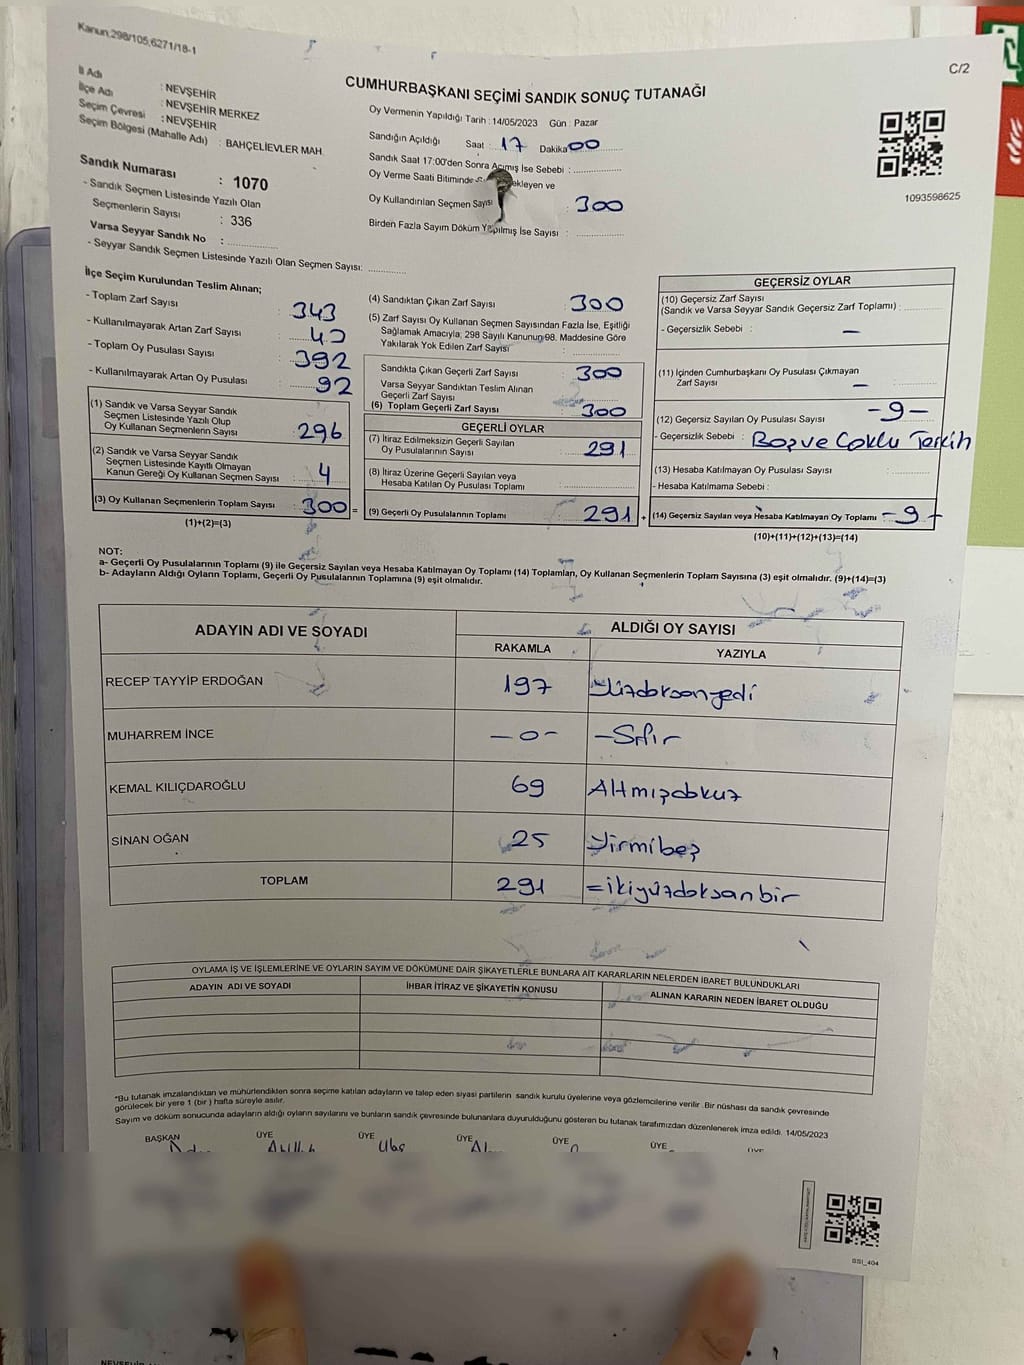 Kanun;298/105;6271/18-1
C/2
CUMHURBAŞKANI SEÇİMİ SANDIK SONUÇ TUTANAĞI
İl Adı : NEVŞEHİR
İlçe Adı : NEVŞEHİR MERKEZ
Seçim Çevresi : NEVŞEHİR
Seçim Bölgesi (Mahalle Adı) : BAHÇELİEVLER MAH.
Sandık Numarası : 1070
- Sandık Seçmen Listesinde Yazılı Olan
Seçmenlerin Sayısı : 336
Varsa Seyyar Sandık No :
- Seyyar Sandık Seçmen Listesinde Yazılı Olan Seçmen Sayısı:
Oy Vermenin Yapıldığı Tarih : 14/05/2023 Gün : Pazar
Sandığın Açıldığı Saat : 17 Dakika 00
Sandık Saat 17:00'den Sonra Açımış İse Sebebi :
Oy Verme Saati Bitiminde ekleyen ve
Oy Kullandırılan Seçmen Sayısı : 300
Birden Fazla Sayım Döküm Yapılmış İse Sayısı :
1093598625
İlçe Seçim Kurulundan Teslim Alınan;
- Toplam Zarf Sayısı : 343
- Kullanılmayarak Artan Zarf Sayısı :
- Toplam Oy Pusulası Sayısı : 392
- Kullanılmayarak Artan Oy Pusulası : 92
(1) Sandık ve Varsa Seyyar Sandık
Seçmen Listesinde Yazılı Olup
Oy Kullanan Seçmenlerin Sayısı : 296
(2) Sandık ve Varsa Seyyar Sandık
Seçmen Listesinde Kayıtlı Olmayan
Kanun Gereği Oy Kullanan Seçmen Sayısı : 4
(3) Oy Kullanan Seçmenlerin Toplam Sayısı : 300 =
(1)+(2)=(3)
(4) Sandıktan Çıkan Zarf Sayısı : 300
(5) Zarf Sayısı Oy Kullanan Seçmen Sayısından Fazla İse, Eşitliği
Sağlamak Amacıyla; 298 Sayılı Kanunun 98. Maddesine Göre
Yakılarak Yok Edilen Zarf Sayısı :
Sandıkta Çıkan Geçerli Zarf Sayısı : 300
Varsa Seyyar Sandıktan Teslim Alınan
Geçerli Zarf Sayısı :
(6) Toplam Geçerli Zarf Sayısı : 300
GEÇERLİ OYLAR
(7) İtiraz Edilmeksizin Geçerli Sayılan
Oy Pusulalarının Sayısı : 291
(8) İtiraz Üzerine Geçerli Sayılan veya
Hesaba Katılan Oy Pusulası Toplamı :
(9) Geçerli Oy Pusulalarının Toplamı : 291 +
GEÇERSİZ OYLAR
(10) Geçersiz Zarf Sayısı
(Sandık ve Varsa Seyyar Sandık Geçersiz Zarf Toplamı) :
- Geçersizlik Sebebi : —
(11) İçinden Cumhurbaşkanı Oy Pusulası Çıkmayan
Zarf Sayısı : —
(12) Geçersiz Sayılan Oy Pusulası Sayısı : -9-
- Geçersizlik Sebebi : Boş ve Coklu Tercih
(13) Hesaba Katılmayan Oy Pusulası Sayısı :
- Hesaba Katılmama Sebebi :
(14) Geçersiz Sayılan veya Hesaba Katılmayan Oy Toplamı -9-
(10)+(11)+(12)+(13)=(14)
NOT:
a- Geçerli Oy Pusulalarının Toplamı (9) ile Geçersiz Sayılan veya Hesaba Katılmayan Oy Toplamı (14) Toplamları, Oy Kullanan Seçmenlerin Toplam Sayısına (3) eşit olmalıdır. (9)+(14)=(3)
b- Adayların Aldığı Oyların Toplamı, Geçerli Oy Pusulalarının Toplamına (9) eşit olmalıdır.
ADAYIN ADI VE SOYADI ALDIĞI OY SAYISI
RAKAMLA YAZIYLA
RECEP TAYYİP ERDOĞAN 197 Yüzdoksanyedi
MUHARREM İNCE -0- -Sıfır
KEMAL KILIÇDAROĞLU 69 Altmışdokuz
SİNAN OĞAN 25 Yirmibeş
TOPLAM 291 =ikiyüzdoksanbir
OYLAMA İŞ VE İŞLEMLERİNE VE OYLARIN SAYIM VE DÖKÜMÜNE DAİR ŞİKAYETLERLE BUNLARA AİT KARARLARIN NELERDEN İBARET BULUNDUKLARI
ADAYIN ADI VE SOYADI İHBAR İTİRAZ VE ŞİKAYETİN KONUSU ALINAN KARARIN NEDEN İBARET OLDUĞU
*Bu tutanak imzalandıktan ve mühürlendikten sonra seçime katılan adayların ve talep eden siyasi partilerin sandık kurulu üyelerine veya gözlemcilerine verilir .Bir nüshası da sandık çevresinde
görülecek bir yere 1 (bir ) hafta süreyle asılır.
Sayım ve döküm sonucunda adayların aldığı oyların sayılarını ve bunların sandık çevresinde bulunanlara duyurulduğunu gösteren bu tutanak tarafımızdan düzenlenerek imza edildi. 14/05/2023
BAŞKAN ÜYE ÜYE ÜYE ÜYE ÜYE ÜYE
SSI_404